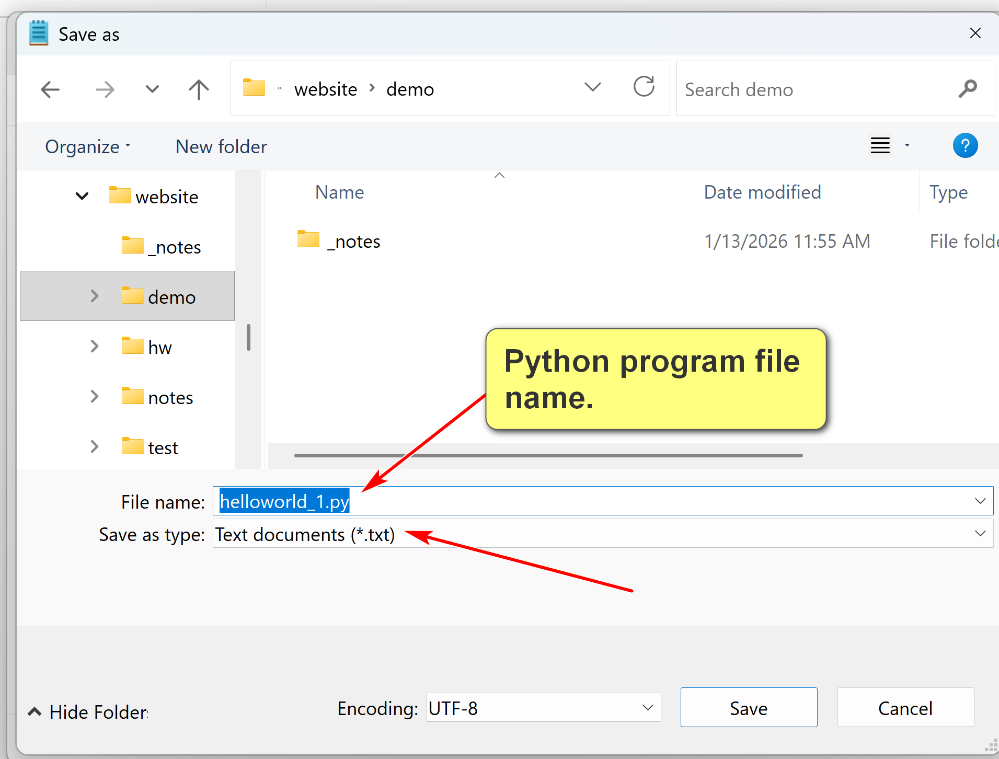 Save as
« website › demo
Search demo
Organize
New folder
?
website
_notes
demo
hw
notes
test
Name
Date modified
Type
_notes
1/13/2026 11:55 AM
File folde
Python program file
name.
File name: helloworld_1.py
Save as type: Text documents (*.txt)
Hide Folders
Encoding: UTF-8
Save
Cancel